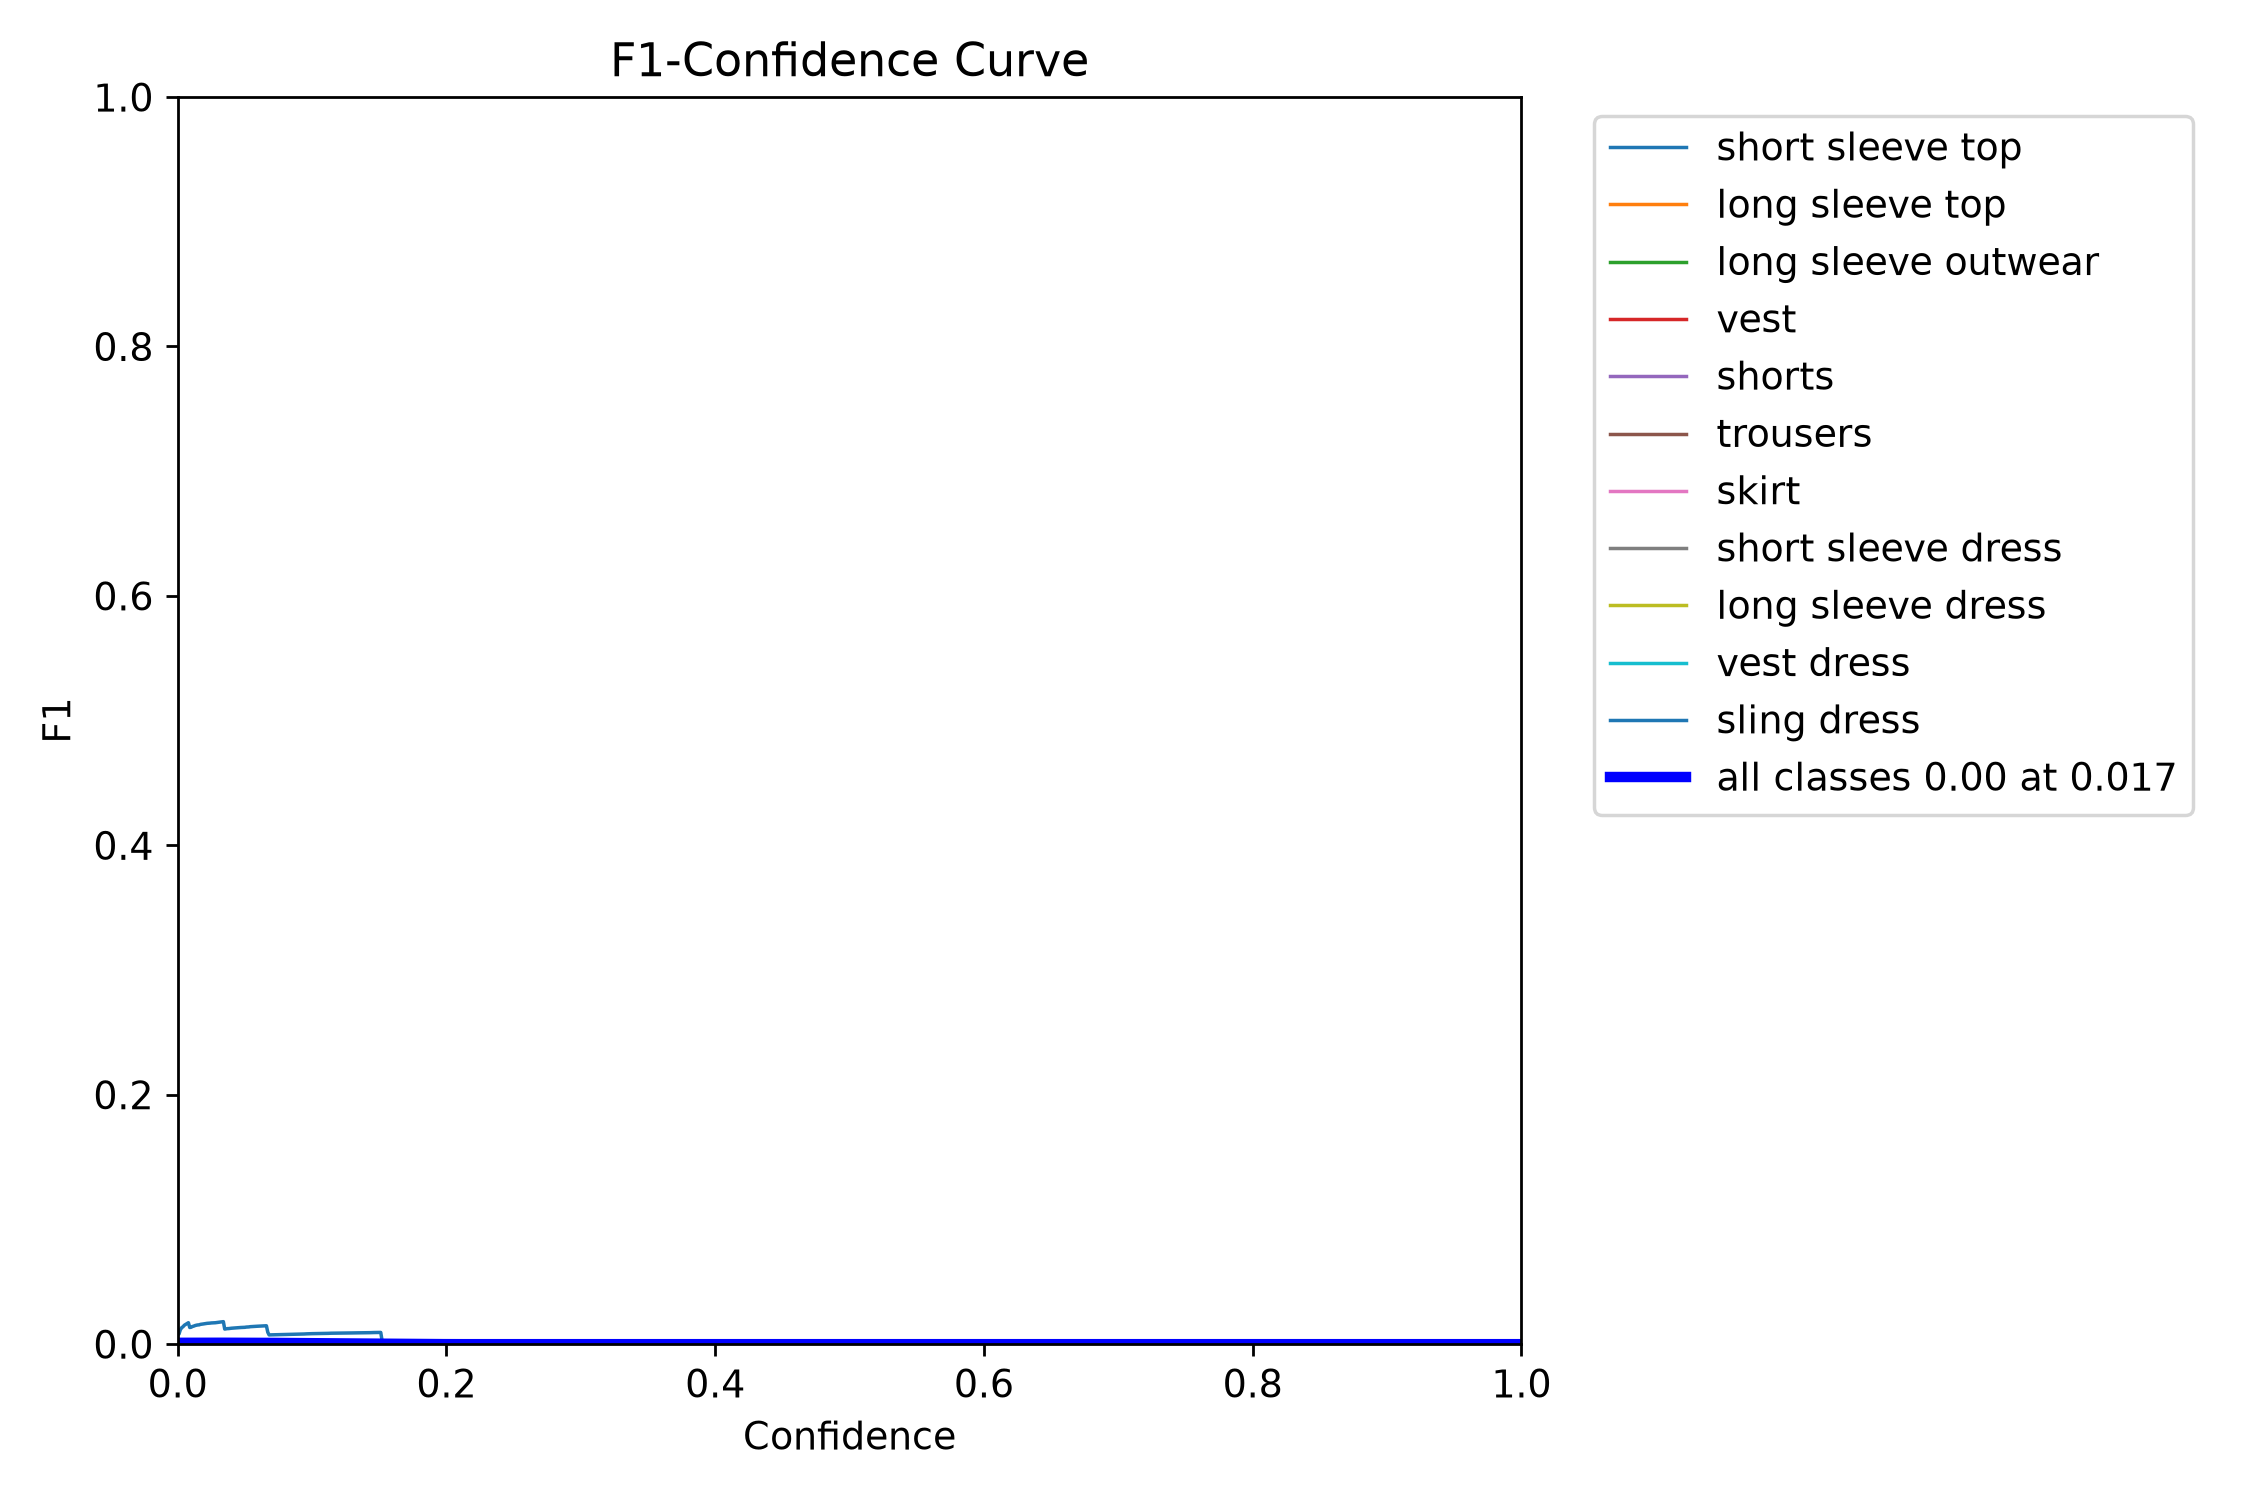 F1-Confidence Curve
1.0
0.8
0.6
0.4
0.2
0.0
F1
0.0 0.2 0.4 0.6 0.8 1.0
Confidence
short sleeve top
long sleeve top
long sleeve outwear
vest
shorts
trousers
skirt
short sleeve dress
long sleeve dress
vest dress
sling dress
all classes 0.00 at 0.017